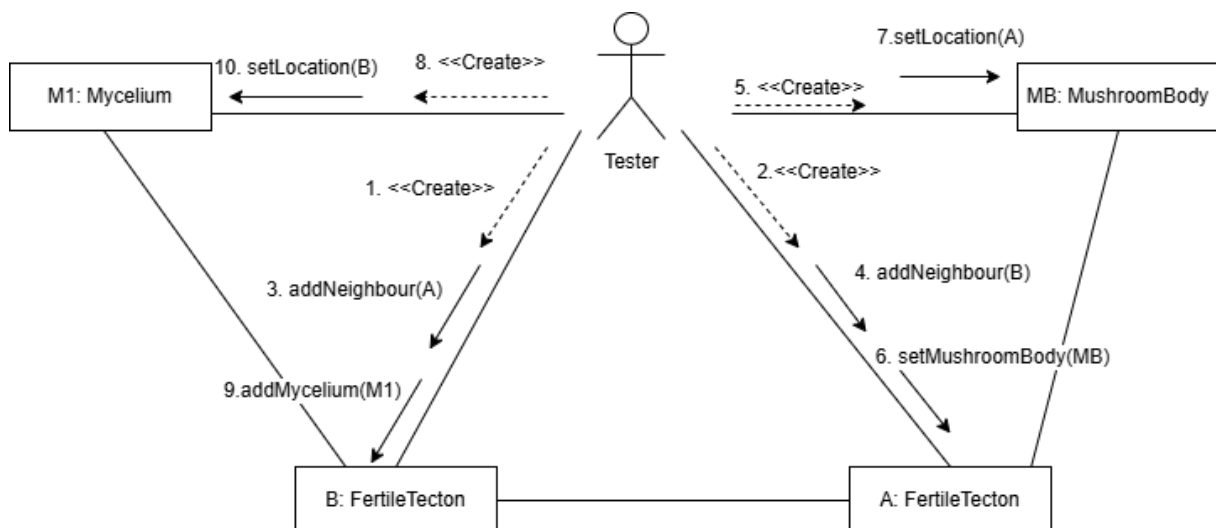 7.setLocation(A)
10. setLocation(B)
8. <<Create>>
5. <<Create>>
M1: Mycelium
MB: MushroomBody
Tester
1. <<Create>>
2.<<Create>>
3. addNeighbour(A)
4. addNeighbour(B)
6. setMushroomBody(MB)
9.addMycelium(M1)
B: FertileTecton
A: FertileTecton